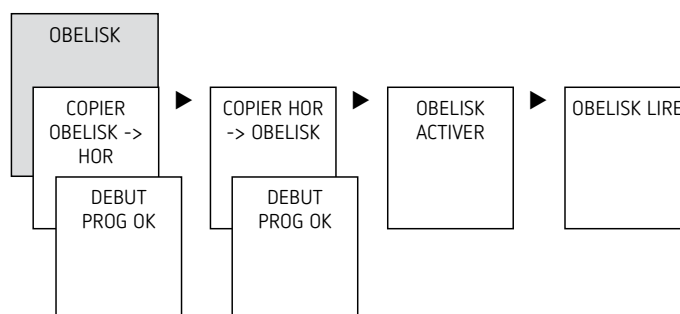 OBELISK
COPIER
OBELISK ->
HOR
DEBUT
PROG OK
COPIER HOR
-> OBELISK
DEBUT
PROG OK
OBELISK
ACTIVER
OBELISK LIRE